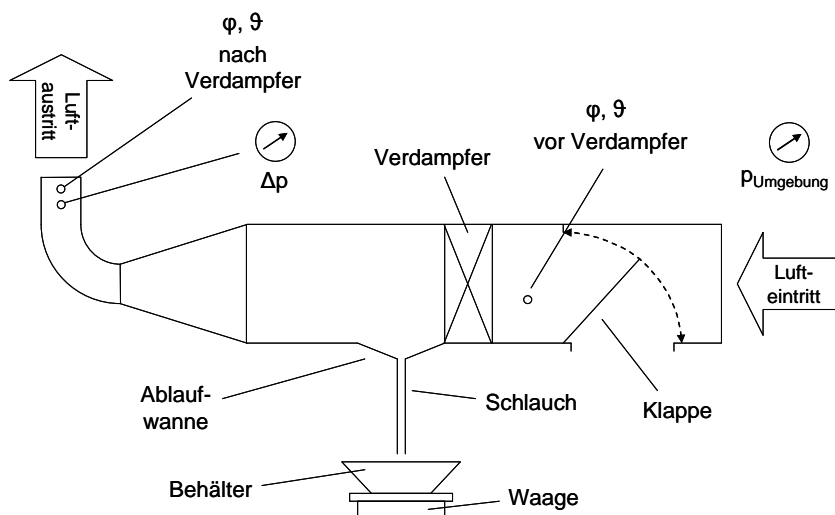 φ, ϑ
nach
Verdampfer
Luft-
austritt
Δp
Verdampfer
φ, ϑ
vor Verdampfer
pUmgebung
Luft-
eintritt
Ablauf-
wanne
Schlauch
Klappe
Behälter
Waage